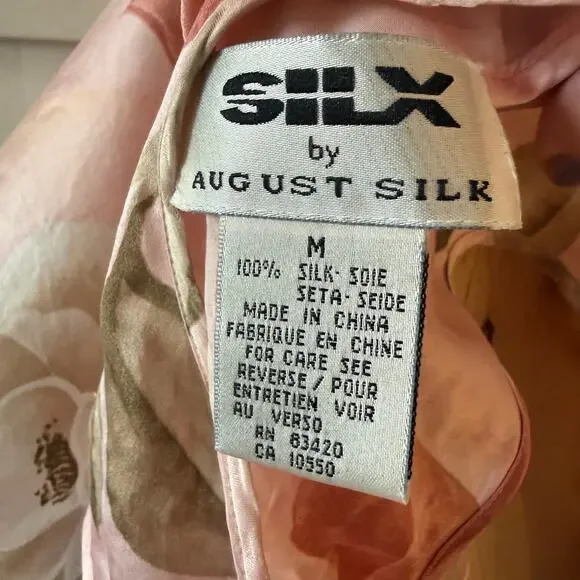 SILX
by
AUGUST SILK
M
100% SILK- SOIE
SETA- SEIDE
MADE IN CHINA
FABRIQUE EN CHINE
FOR CARE SEE
REVERSE / POUR
ENTRETIEN VOIR
AU VERSO
RN 83420
CA 10550